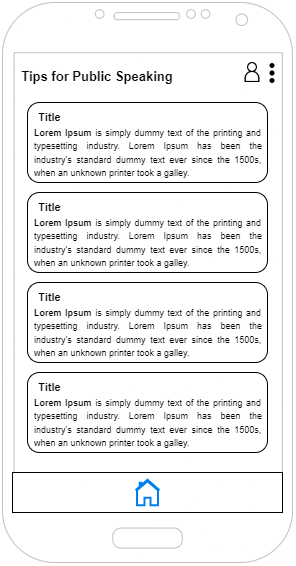 Tips for Public Speaking
Title
Lorem Ipsum is simply dummy text of the printing and
typesetting industry. Lorem Ipsum has been the
industry's standard dummy text ever since the 1500s,
when an unknown printer took a galley.
Title
Lorem Ipsum is simply dummy text of the printing and
typesetting industry. Lorem Ipsum has been the
industry's standard dummy text ever since the 1500s,
when an unknown printer took a galley.
Title
Lorem Ipsum is simply dummy text of the printing and
typesetting industry. Lorem Ipsum has been the
industry's standard dummy text ever since the 1500s,
when an unknown printer took a galley.
Title
Lorem Ipsum is simply dummy text of the printing and
typesetting industry. Lorem Ipsum has been the
industry's standard dummy text ever since the 1500s,
when an unknown printer took a galley.